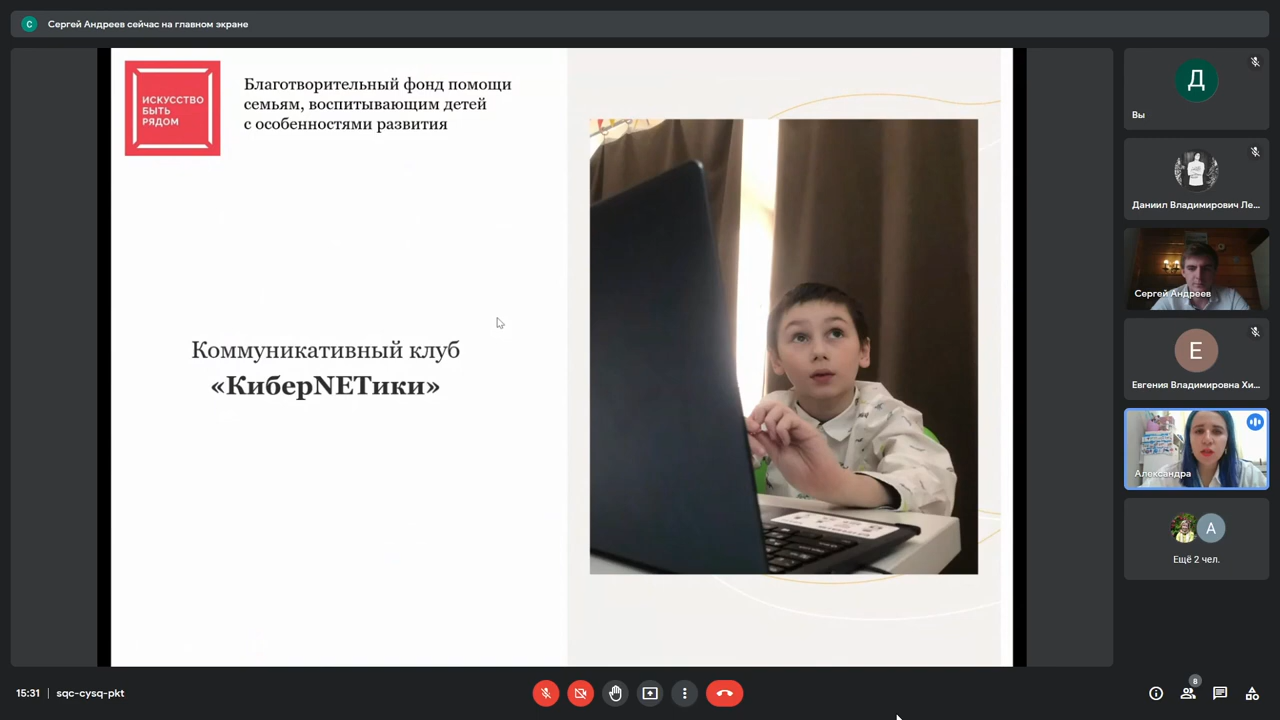 С
Сергей Андреев сейчас на главном экране
ИСКУССТВО
БЫТЬ
РЯДОМ
Благотворительный фонд помощи
семьям, воспитывающим детей
с особенностями развития
Коммуникативный клуб
«КиберNETики»
Д
Вы
Даниил Владимирович Ле...
Сергей Андреев
Е
Евгения Владимировна Хи...
Александра
А
Ещё 2 чел.
15:31
sqc-cysq-pkt
8